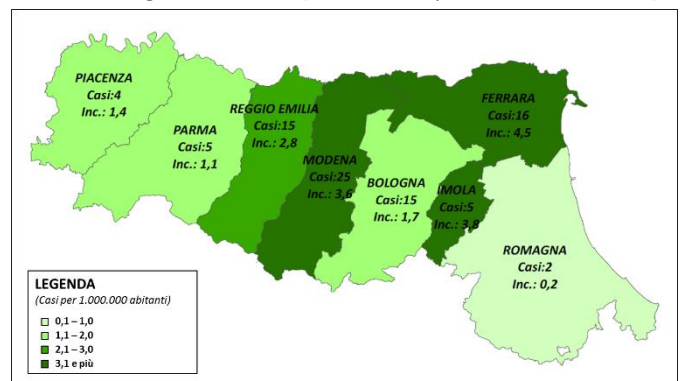 PIACENZA
Casi:4
Inc.: 1,4
PARMA
Casi:5
Inc.: 1,1
REGGIO EMILIA
Casi:15
Inc.: 2,8
MODENA
Casi:25
Inc.: 3,6
BOLOGNA
Casi:15
Inc.: 1,7
FERRARA
Casi:16
Inc.: 4,5
IMOLA
Casi:5
Inc.: 3,8
ROMAGNA
Casi:2
Inc.: 0,2
LEGENDA
(Casi per 1.000.000 abitanti)
0,1 – 1,0
1,1 – 2,0
2,1 – 3,0
3,1 e più